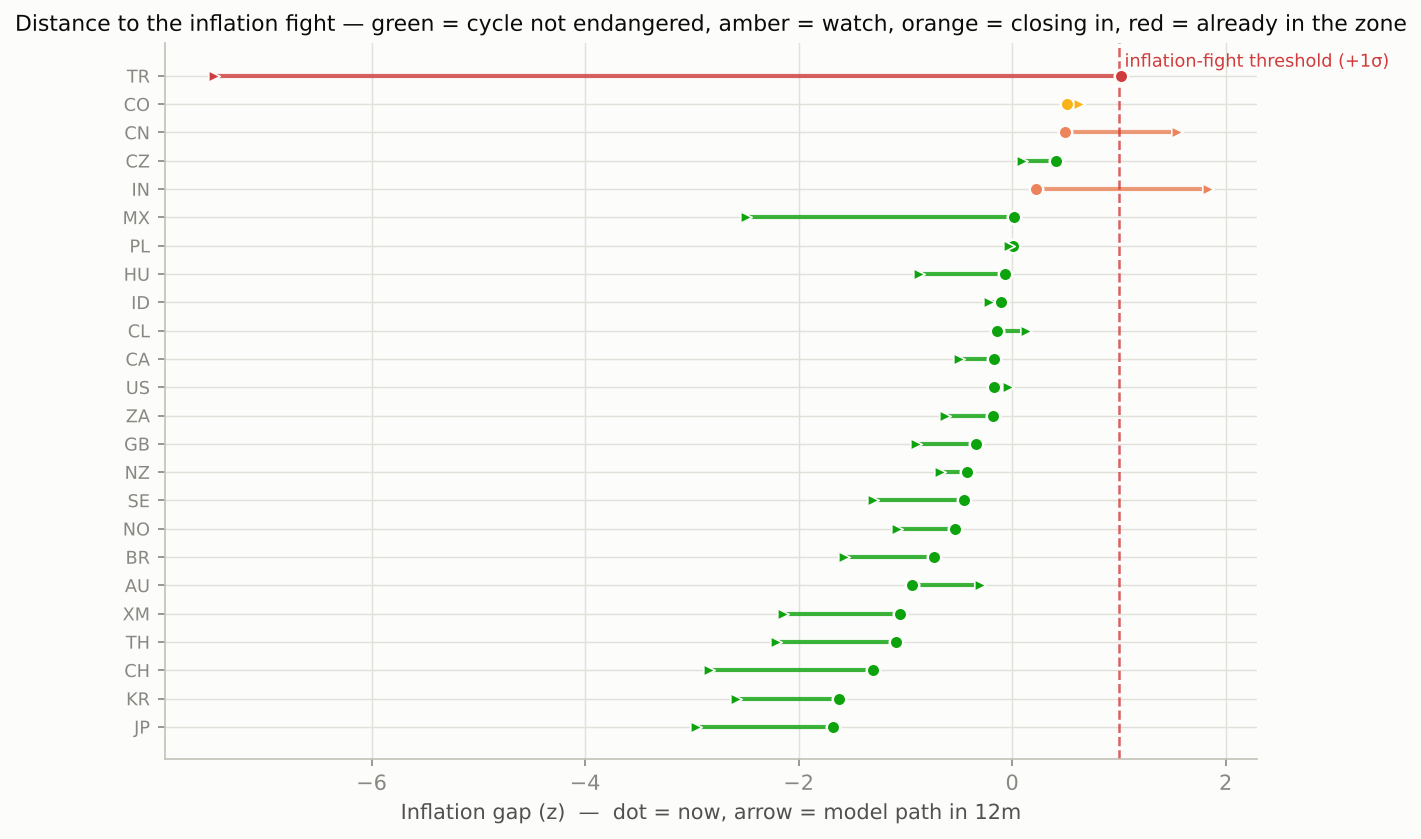 Distance to the inflation fight — green = cycle not endangered, amber = watch, orange = closing in, red = already in the zone
inflation-fight threshold (+1σ)
TR
CO
CN
CZ
IN
MX
PL
HU
ID
CL
CA
US
ZA
GB
NZ
SE
NO
BR
AU
XM
TH
CH
KR
JP
−6 −4 −2 0 2
Inflation gap (z) — dot = now, arrow = model path in 12m